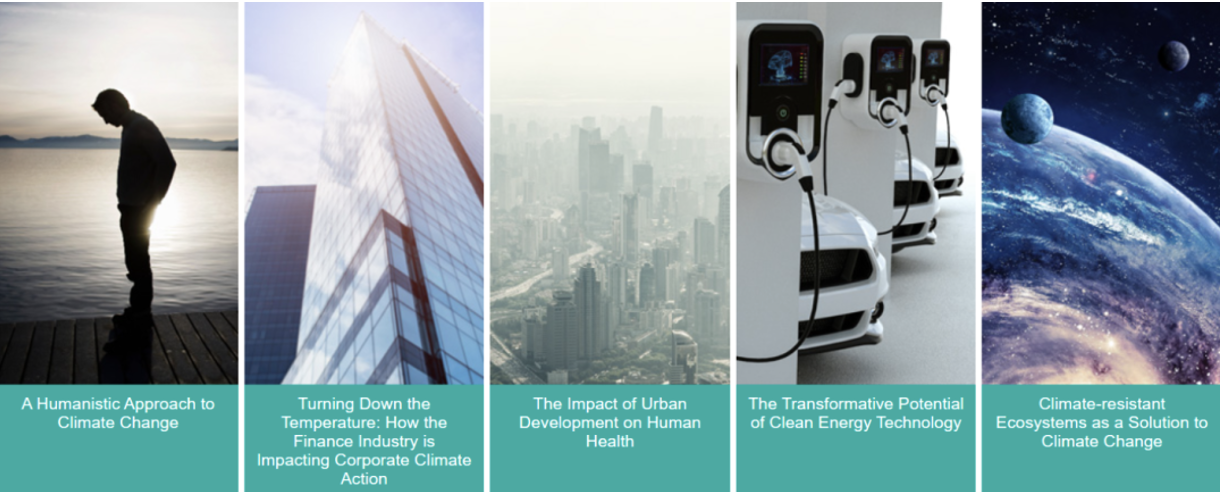 A Humanistic Approach to
Climate Change
Turning Down the
Temperature: How the
Finance Industry is
Impacting Corporate Climate
Action
The Impact of Urban
Development on Human
Health
The Transformative Potential
of Clean Energy Technology
Climate-resistant
Ecosystems as a Solution to
Climate Change